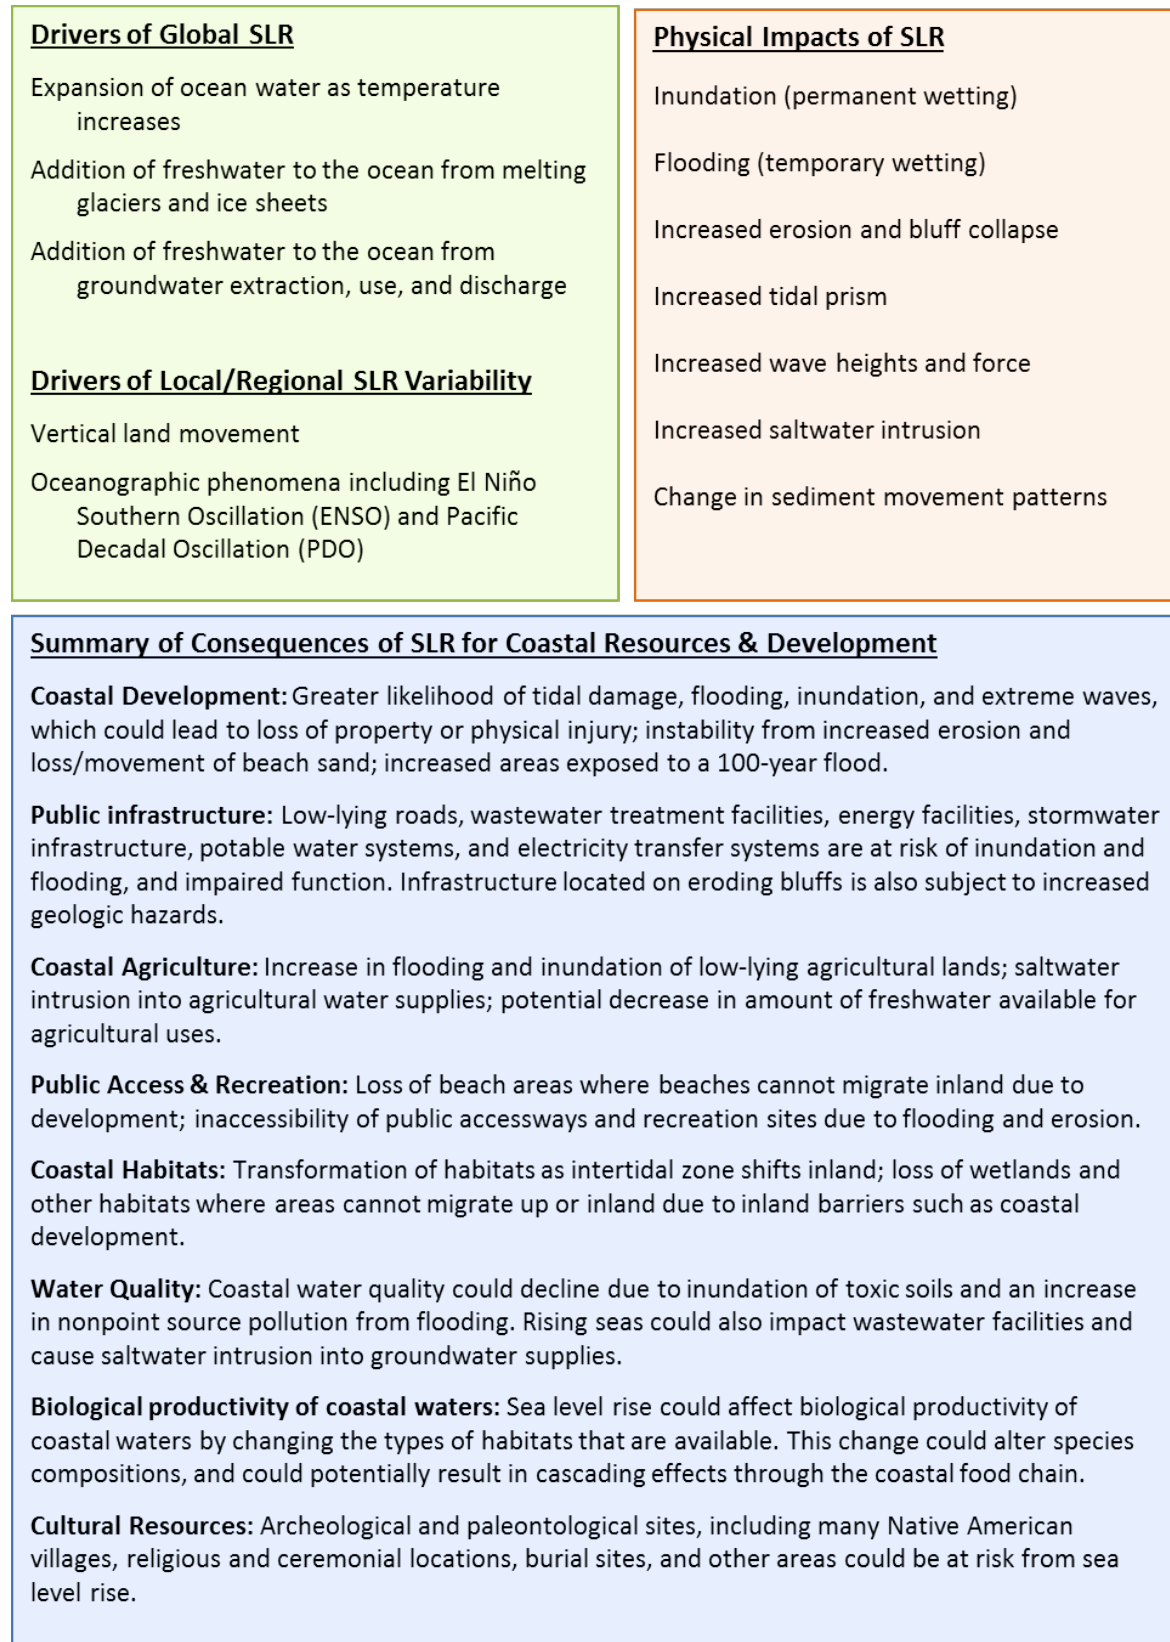 Drivers of Global SLR
Expansion of ocean water as temperature
increases
Addition of freshwater to the ocean from melting
glaciers and ice sheets
Addition of freshwater to the ocean from
groundwater extraction, use, and discharge
Drivers of Local/Regional SLR Variability
Vertical land movement
Oceanographic phenomena including El Niño
Southern Oscillation (ENSO) and Pacific
Decadal Oscillation (PDO)
Physical Impacts of SLR
Inundation (permanent wetting)
Flooding (temporary wetting)
Increased erosion and bluff collapse
Increased tidal prism
Increased wave heights and force
Increased saltwater intrusion
Change in sediment movement patterns
Summary of Consequences of SLR for Coastal Resources & Development
Coastal Development: Greater likelihood of tidal damage, flooding, inundation, and extreme waves,
which could lead to loss of property or physical injury; instability from increased erosion and
loss/movement of beach sand; increased areas exposed to a 100-year flood.
Public infrastructure: Low-lying roads, wastewater treatment facilities, energy facilities, stormwater
infrastructure, potable water systems, and electricity transfer systems are at risk of inundation and
flooding, and impaired function. Infrastructure located on eroding bluffs is also subject to increased
geologic hazards.
Coastal Agriculture: Increase in flooding and inundation of low-lying agricultural lands; saltwater
intrusion into agricultural water supplies; potential decrease in amount of freshwater available for
agricultural uses.
Public Access & Recreation: Loss of beach areas where beaches cannot migrate inland due to
development; inaccessibility of public accessways and recreation sites due to flooding and erosion.
Coastal Habitats: Transformation of habitats as intertidal zone shifts inland; loss of wetlands and
other habitats where areas cannot migrate up or inland due to inland barriers such as coastal
development.
Water Quality: Coastal water quality could decline due to inundation of toxic soils and an increase
in nonpoint source pollution from flooding. Rising seas could also impact wastewater facilities and
cause saltwater intrusion into groundwater supplies.
Biological productivity of coastal waters: Sea level rise could affect biological productivity of
coastal waters by changing the types of habitats that are available. This change could alter species
compositions, and could potentially result in cascading effects through the coastal food chain.
Cultural Resources: Archeological and paleontological sites, including many Native American
villages, religious and ceremonial locations, burial sites, and other areas could be at risk from sea
level rise.